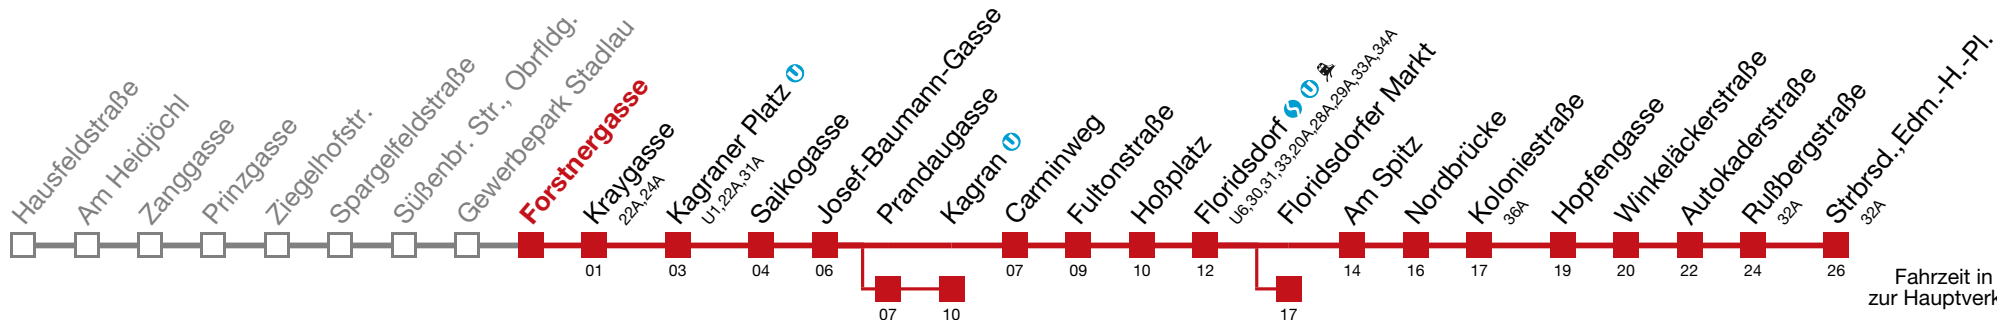 Hausfeldstraße
Am Heidjöchl
Zanggasse
Prinzgasse
Ziegelhofstr.
Spargelfeldstraße
Süßenbr. Str., Obrfldg.
Gewerbepark Stadlau
Forstnergasse
Kraygasse
22A,24A
Kagraner Platz U
U1,22A,31A
Saikogasse
Josef-Baumann-Gasse
Prandaugasse
Kagran U
Carminweg
Fultonstraße
Hoßplatz
Floridsdorf S U
U6,30,31,33,20A,28A,29A,33A,34A
Floridsdorfer Markt
Am Spitz
Nordbrücke
Koloniestraße
36A
Hopfengasse
Winkeläckerstraße
Autokaderstraße
Rußbergstraße
32A
Strbrsd.,Edm.-H.-Pl.
32A
01 03 04 06 07 09 10 12 14 16 17 19 20 22 24 26
07 10 17
Fahrzeit in
zur Hauptverk